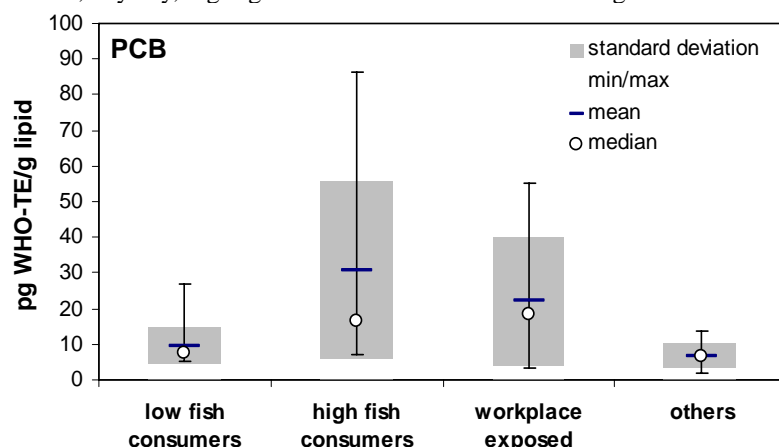 100
PCB
standard deviation
90
min/max
80
mean
70
median
60
50
40
30
20
10
0
pg WHO-TE/g lipid
low fish
consumers
high fish
consumers
workplace
exposed
others